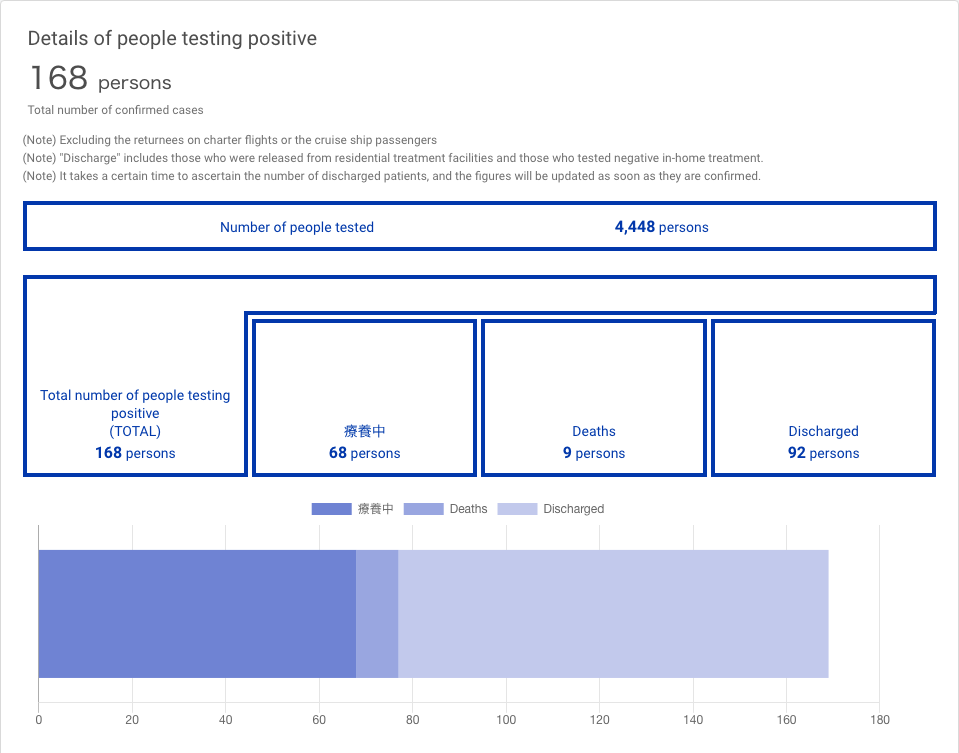 Details of people testing positive
168 persons
Total number of confirmed cases
(Note) Excluding the returnees on charter flights or the cruise ship passengers
(Note) "Discharge" includes those who were released from residential treatment facilities and those who tested negative in-home treatment.
(Note) It takes a certain time to ascertain the number of discharged patients, and the figures will be updated as soon as they are confirmed.
Number of people tested 4,448 persons
Total number of people testing
positive
(TOTAL)
168 persons
療養中
68 persons
Deaths
9 persons
Discharged
92 persons
療養中 Deaths Discharged
0 20 40 60 80 100 120 140 160 180